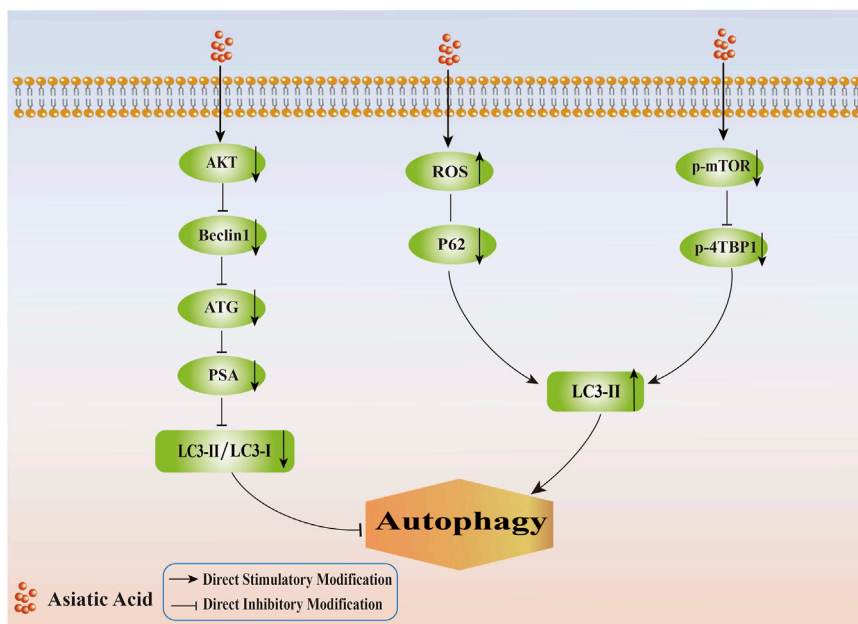 AKT
Beclin1
ATG
PSA
LC3-II/LC3-I
ROS
P62
p-mTOR
p-4TBP1
LC3-II
Autophagy
Asiatic Acid
Direct Stimulatory Modification
Direct Inhibitory Modification